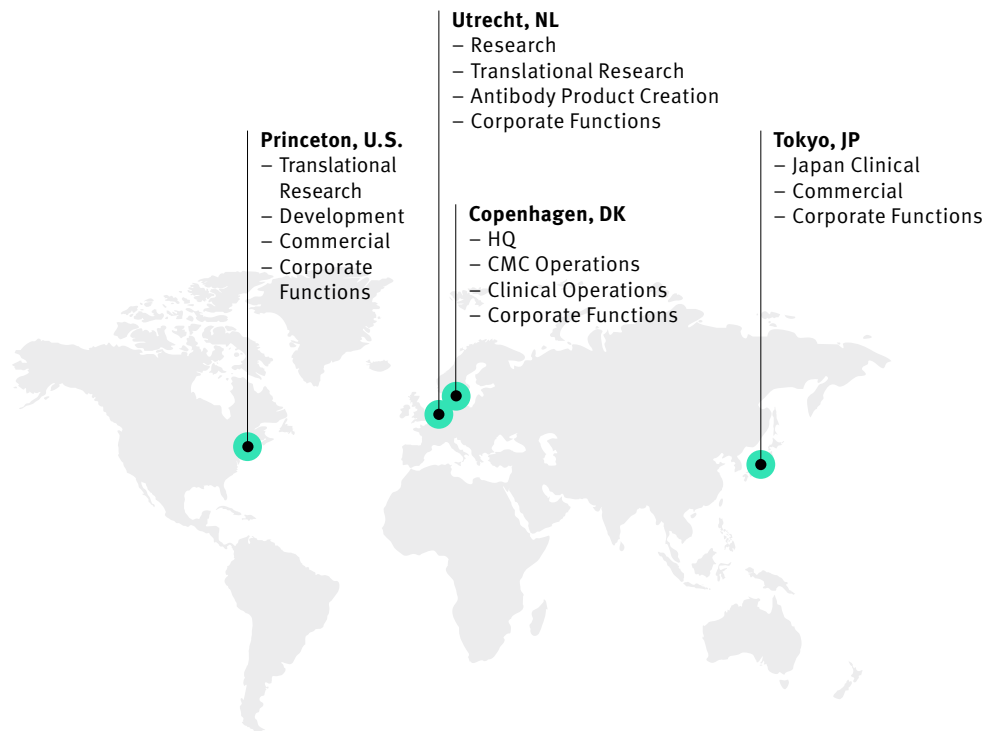 Utrecht, NL
– Research
– Translational Research
– Antibody Product Creation
– Corporate Functions
Princeton, U.S.
– Translational
Research
– Development
– Commercial
– Corporate
Functions
Tokyo, JP
– Japan Clinical
– Commercial
– Corporate Functions
Copenhagen, DK
– HQ
– CMC Operations
– Clinical Operations
– Corporate Functions